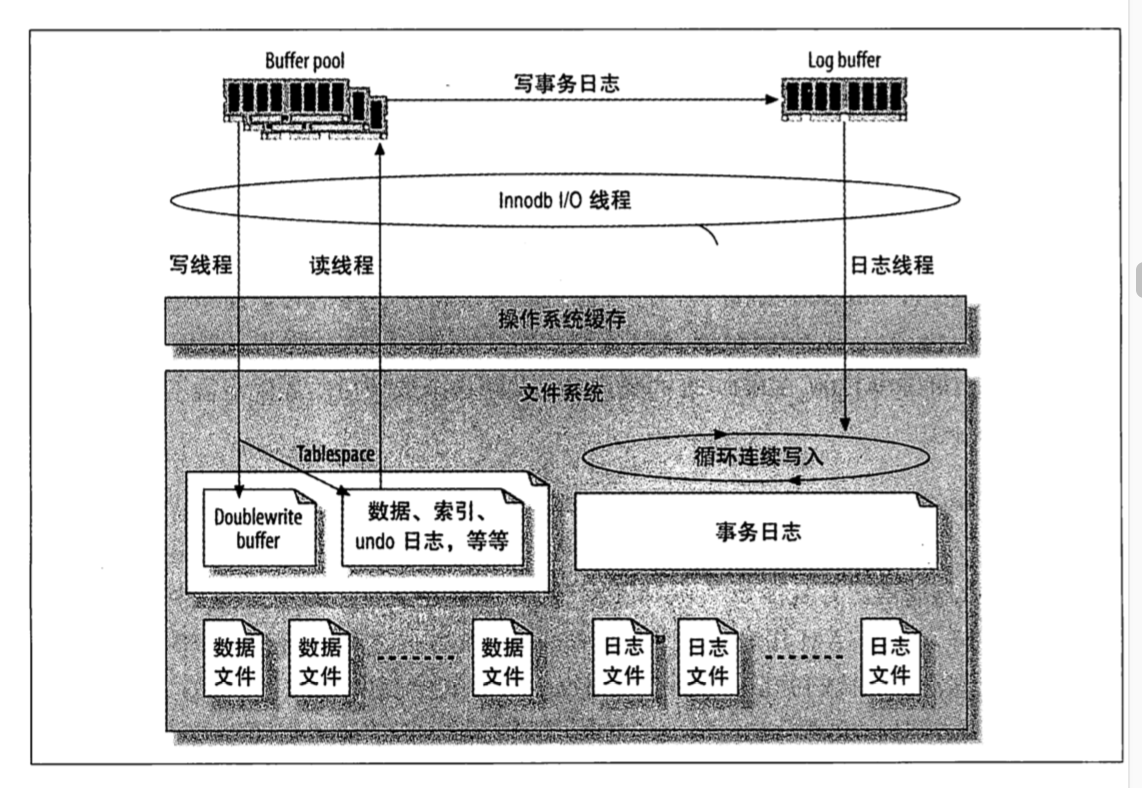 Buffer pool
Log buffer
写事务日志
Innodb I/O 线程
写线程
读线程
日志线程
操作系统缓存
文件系统
Tablespace
循环连续写入
Doublewrite
buffer
数据、索引、
undo 日志，等等
事务日志
数据
文件
数据
文件
数据
文件
日志
文件
日志
文件
日志
文件